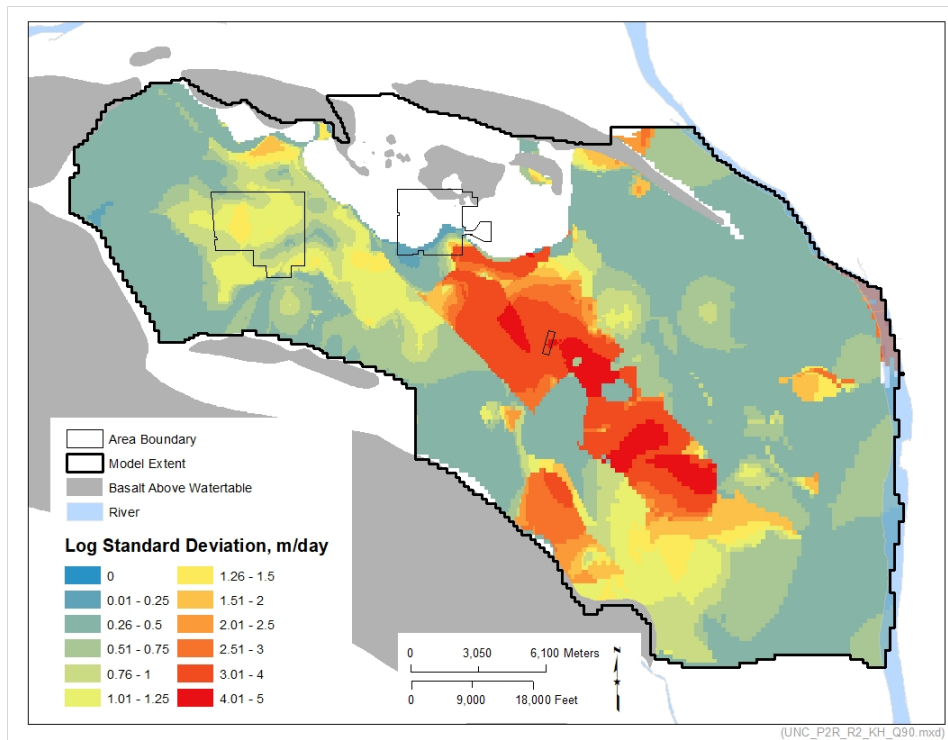 Area Boundary
Model Extent
Basalt Above Watertable
River
Log Standard Deviation, m/day
0
0.01 - 0.25
0.26 - 0.5
0.51 - 0.75
0.76 - 1
1.01 - 1.25
1.26 - 1.5
1.51 - 2
2.01 - 2.5
2.51 - 3
3.01 - 4
4.01 - 5
0 3,050 6,100 Meters
0 9,000 18,000 Feet
N
(UNC_P2R_R2_KH_Q90.mxd)